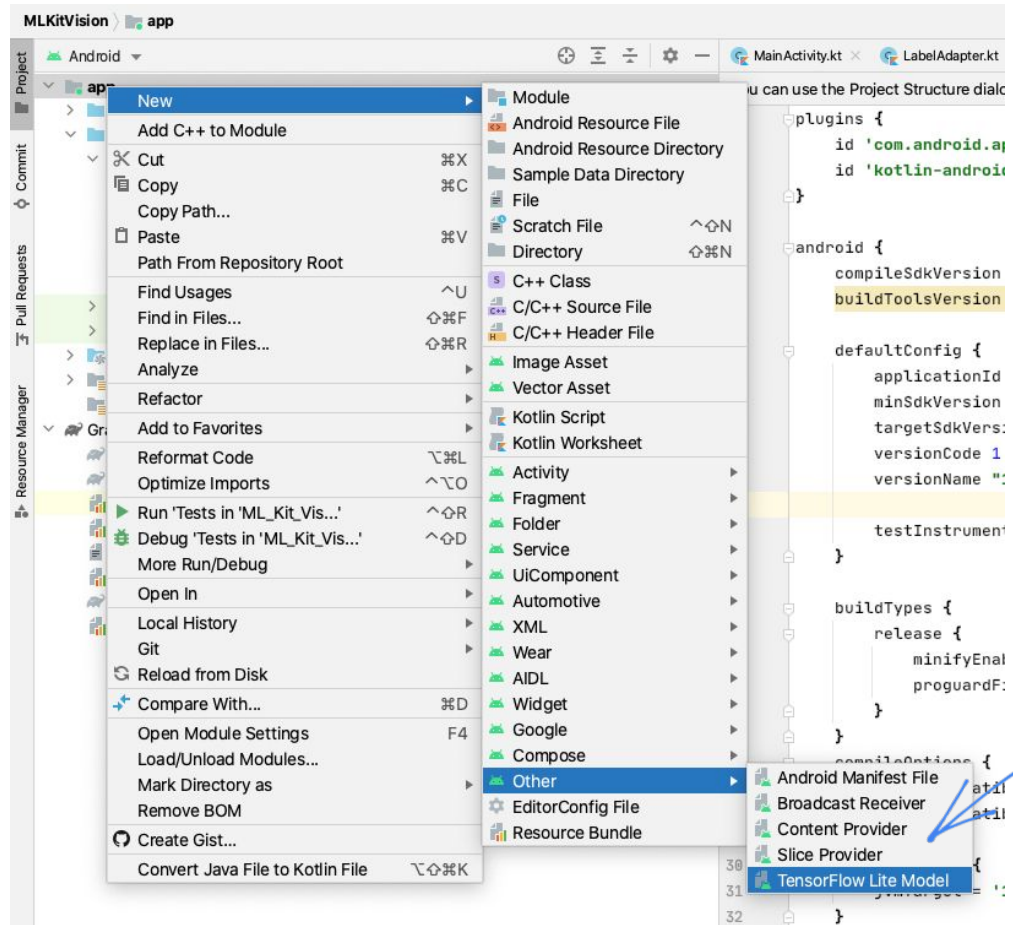 MLKitVision app
Project
Commit
Pull Requests
Resource Manager
Android
MainActivity.kt
LabelAdapter.kt
app
New
Add C++ to Module
Cut ⌘X
Copy ⌘C
Copy Path...
Paste ⌘V
Path From Repository Root
Find Usages ^U
Find in Files... ⇧⌘F
Replace in Files... ⇧⌘R
Analyze
Refactor
Add to Favorites
Reformat Code ⌥⌘L
Optimize Imports ^⌥O
Run 'Tests in 'ML_Kit_Vis...' ^⇧R
Debug 'Tests in 'ML_Kit_Vis...' ^⇧D
More Run/Debug
Open In
Local History
Git
Reload from Disk
Compare With... ⌘D
Open Module Settings F4
Load/Unload Modules...
Mark Directory as
Remove BOM
Create Gist...
Convert Java File to Kotlin File ⌥⇧⌘K
Module
Android Resource File
Android Resource Directory
Sample Data Directory
File
Scratch File ^⇧N
Directory ⇧⌘N
C++ Class
C/C++ Source File
C/C++ Header File
Image Asset
Vector Asset
Kotlin Script
Kotlin Worksheet
Activity
Fragment
Folder
Service
UiComponent
Automotive
XML
Wear
AIDL
Widget
Google
Compose
Other
EditorConfig File
Resource Bundle
Android Manifest File
Broadcast Receiver
Content Provider
Slice Provider
TensorFlow Lite Model
can use the Project Structure
plugins {
id 'com.android.
id 'kotlin-androi
}
android {
compileSdkVersion
buildToolsVersion
defaultConfig {
applicationId
minSdkVersion
targetSdkVersi
versionCode 1
versionName "
testInstrument
}
buildTypes {
release {
minifyEnab
proguardFi
}
}
30 {
31 = '
32 }